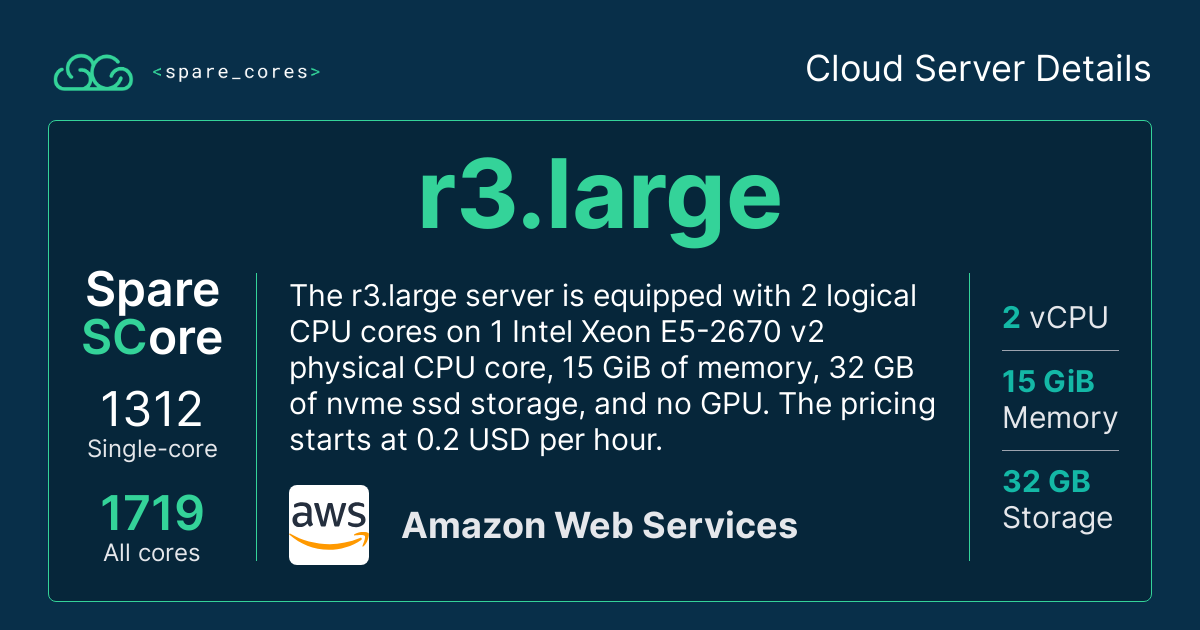 <spare_cores>
Cloud Server Details
r3.large
Spare
SCore
1312
Single-core
1719
All cores
The r3.large server is equipped with 2 logical
CPU cores on 1 Intel Xeon E5-2670 v2
physical CPU core, 15 GiB of memory, 32 GB
of nvme ssd storage, and no GPU. The pricing
starts at 0.2 USD per hour.
aws
Amazon Web Services
2 vCPU
15 GiB
Memory
32 GB
Storage